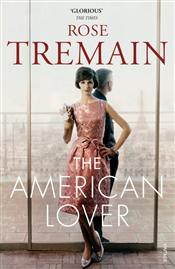 'GLORIOUS'
THE TIMES
ROSE
TREMAIN
THE
AMERICAN
LOVER